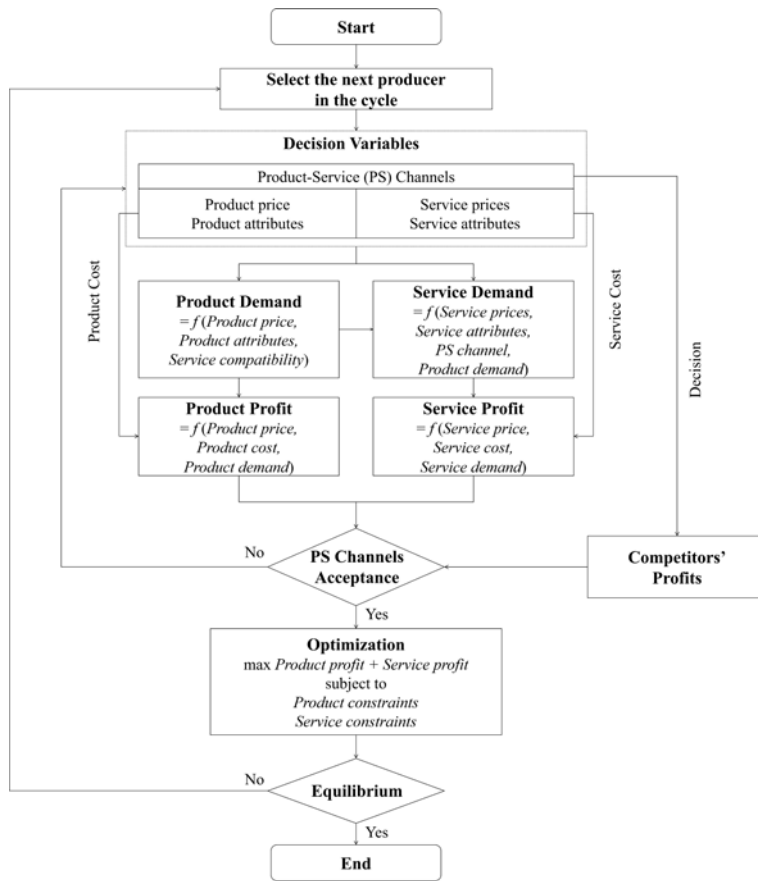 Start
Select the next producer
in the cycle
Decision Variables
Product-Service (PS) Channels
Product price
Product attributes
Service prices
Service attributes
Product Cost
Service Cost
Decision
Product Demand
= f (Product price,
Product attributes,
Service compatibility)
Service Demand
= f (Service prices,
Service attributes,
PS channel,
Product demand)
Product Profit
= f (Product price,
Product cost,
Product demand)
Service Profit
= f (Service price,
Service cost,
Service demand)
No
PS Channels
Acceptance
Competitors’
Profits
Yes
Optimization
max Product profit + Service profit
subject to
Product constraints
Service constraints
No
Equilibrium
Yes
End